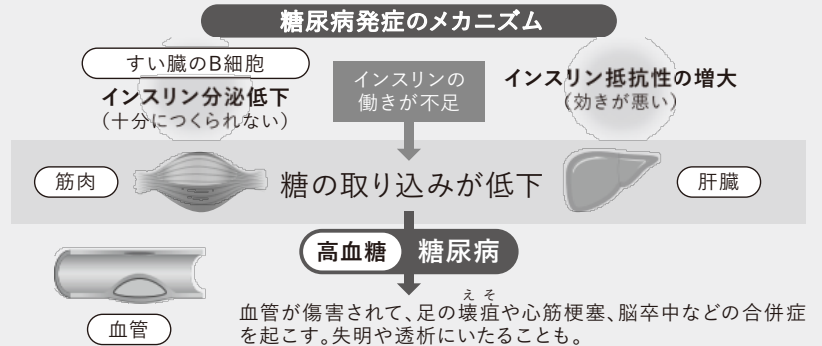 糖尿病発症のメカニズム
すい臓のB細胞
インスリン分泌低下
（十分につくられない）
インスリンの
働きが不足
インスリン抵抗性の増大
（効きが悪い）
筋肉
糖の取り込みが低下
肝臓
高血糖
糖尿病
血管
えそ
血管が傷害されて、足の壊疽や心筋梗塞、脳卒中などの合併症
を起こす。失明や透析にいたることも。